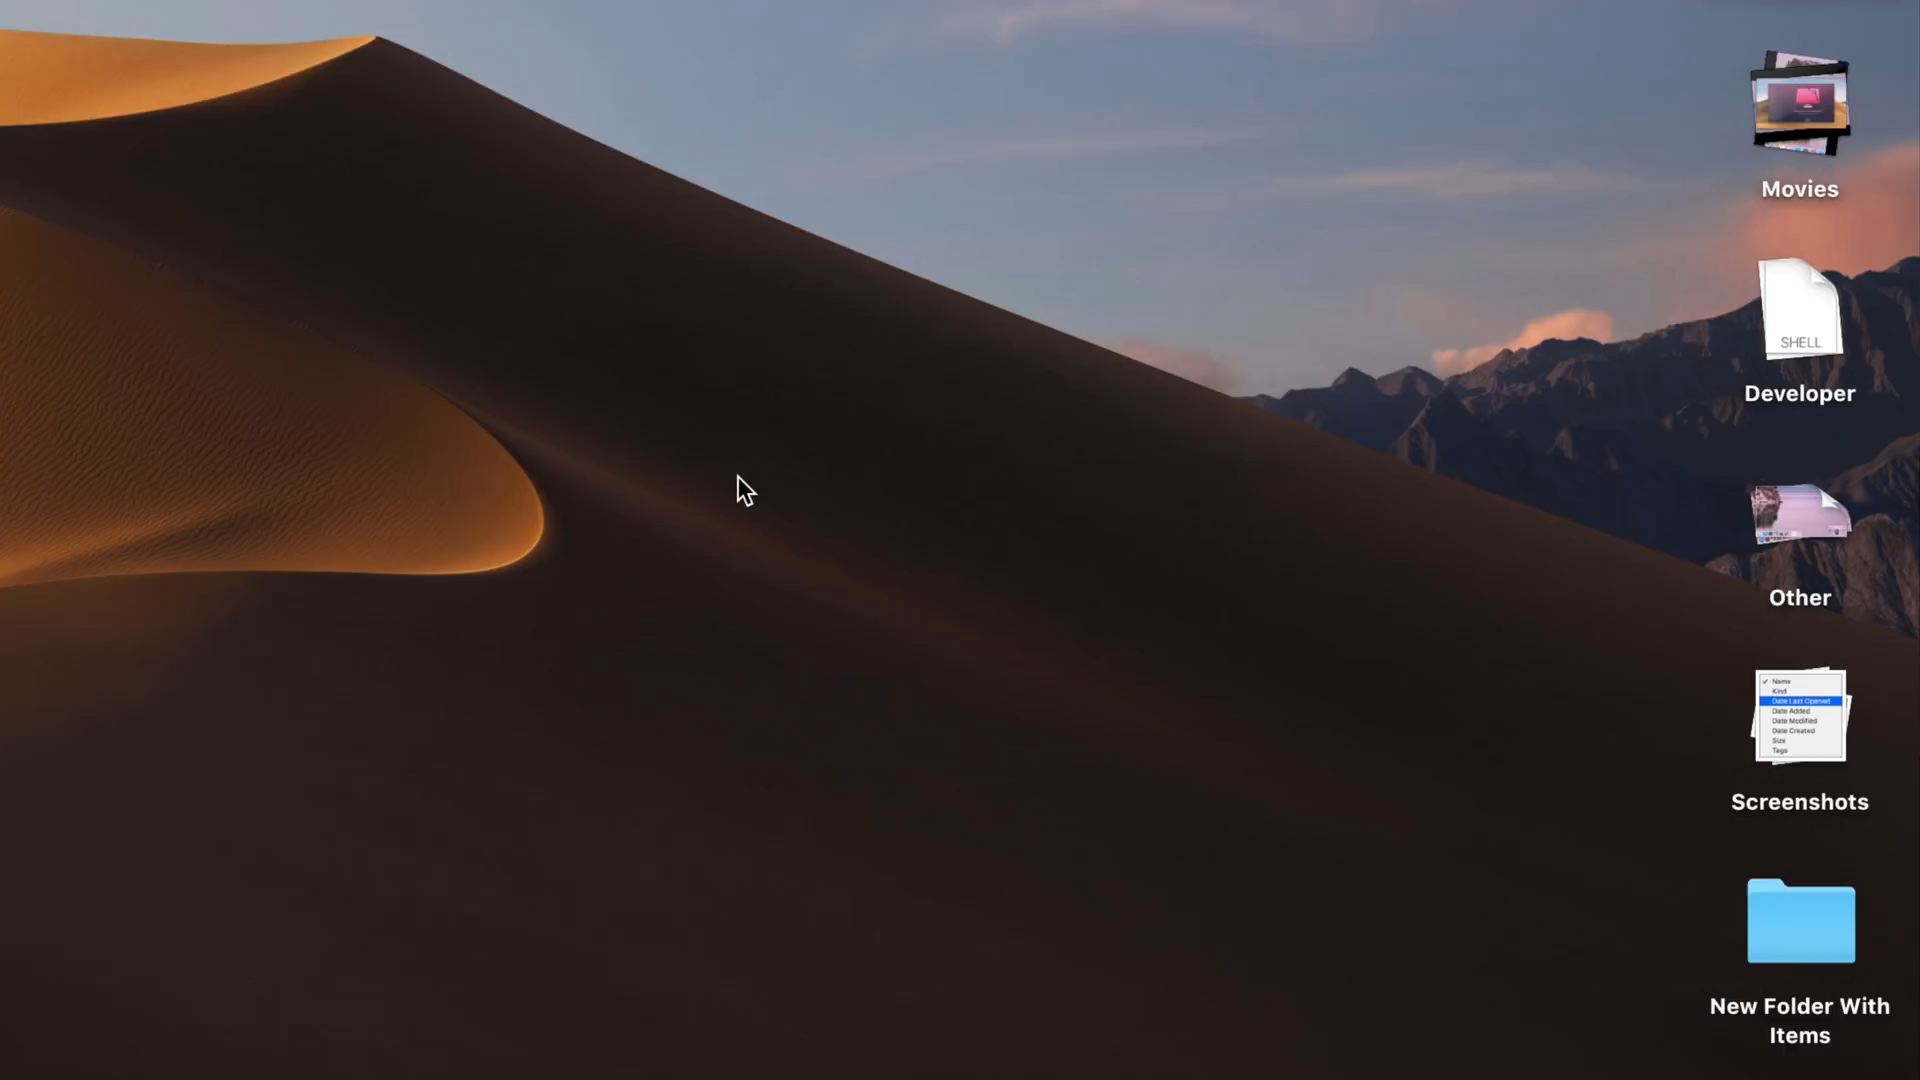 Movies
SHELL
Developer
Other
✓ Name
Kind
Date Last Opened
Date Added
Date Modified
Date Created
Size
Tags
Screenshots
New Folder With
Items